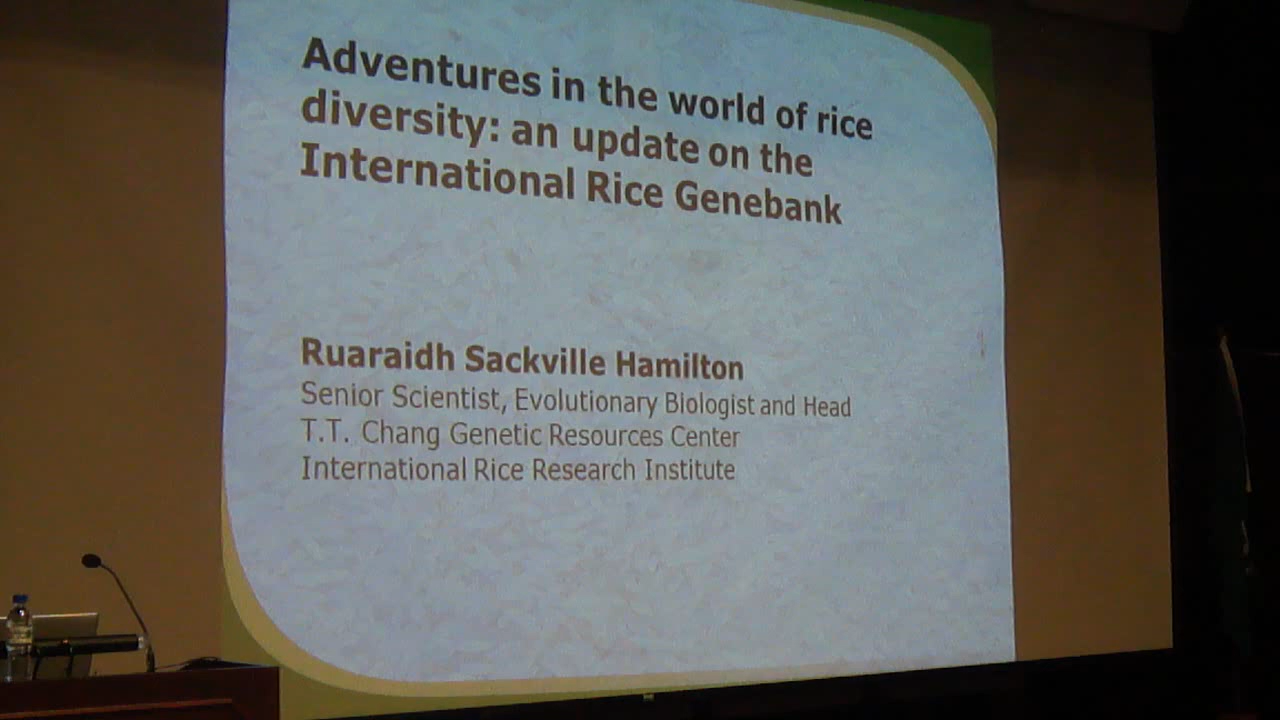 Adventures in the world of rice
diversity: an update on the
International Rice Genebank
Ruaraidh Sackville Hamilton
Senior Scientist, Evolutionary Biologist and Head
T.T. Chang Genetic Resources Center
International Rice Research Institute